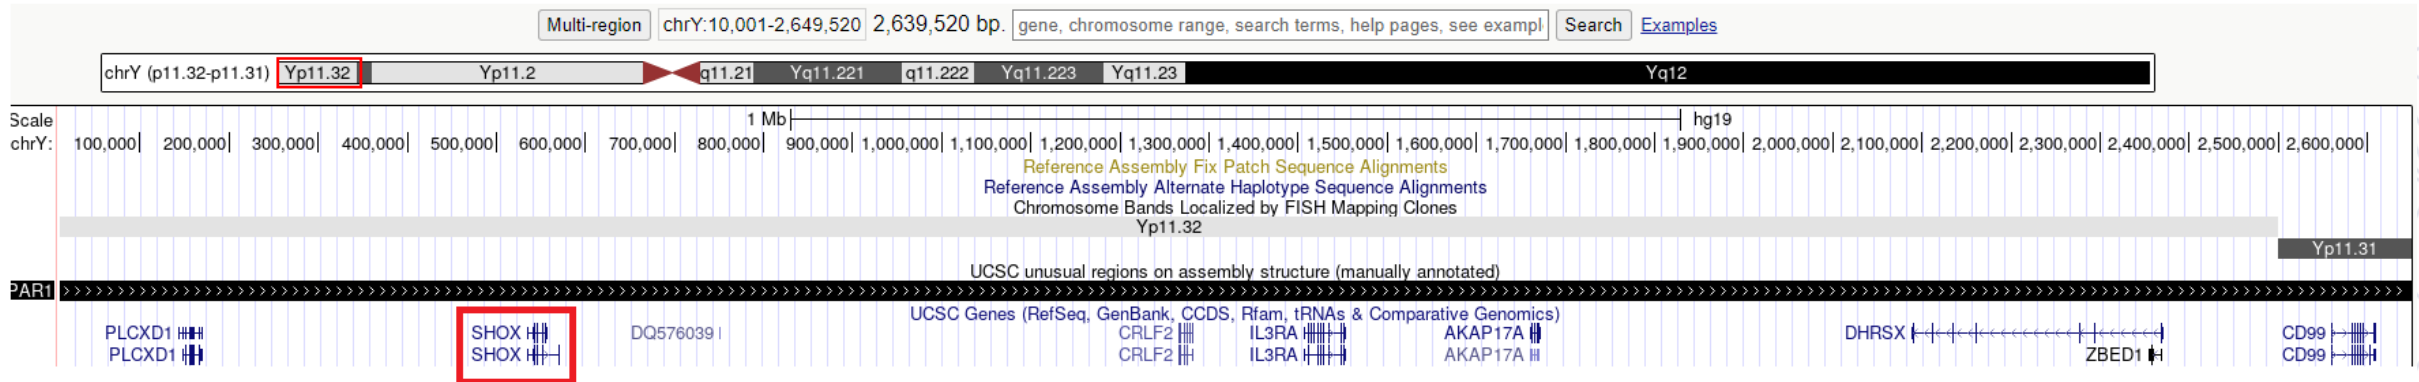 Multi-region chrY:10,001-2,649,520 2,639,520 bp. gene, chromosome range, search terms, help pages, see exampl Search Examples
chrY (p11.32-p11.31) Yp11.32 Yp11.2 q11.21 Yq11.221 q11.222 Yq11.223 Yq11.23 Yq12
Scale 1 Mb hg19
chrY: 100,000 200,000 300,000 400,000 500,000 600,000 700,000 800,000 900,000 1,000,000 1,100,000 1,200,000 1,300,000 1,400,000 1,500,000 1,600,000 1,700,000 1,800,000 1,900,000 2,000,000 2,100,000 2,200,000 2,300,000 2,400,000 2,500,000 2,600,000
Reference Assembly Fix Patch Sequence Alignments
Reference Assembly Alternate Haplotype Sequence Alignments
Chromosome Bands Localized by FISH Mapping Clones
Yp11.32
Yp11.31
UCSC unusual regions on assembly structure (manually annotated)
PAR1
UCSC Genes (RefSeq, GenBank, CCDS, Rfam, tRNAs & Comparative Genomics)
PLCXD1 SHOX DQ576039 CRLF2 IL3RA AKAP17A DHRSX CD99
PLCXD1 SHOX CRLF2 IL3RA AKAP17A ZBED1 CD99